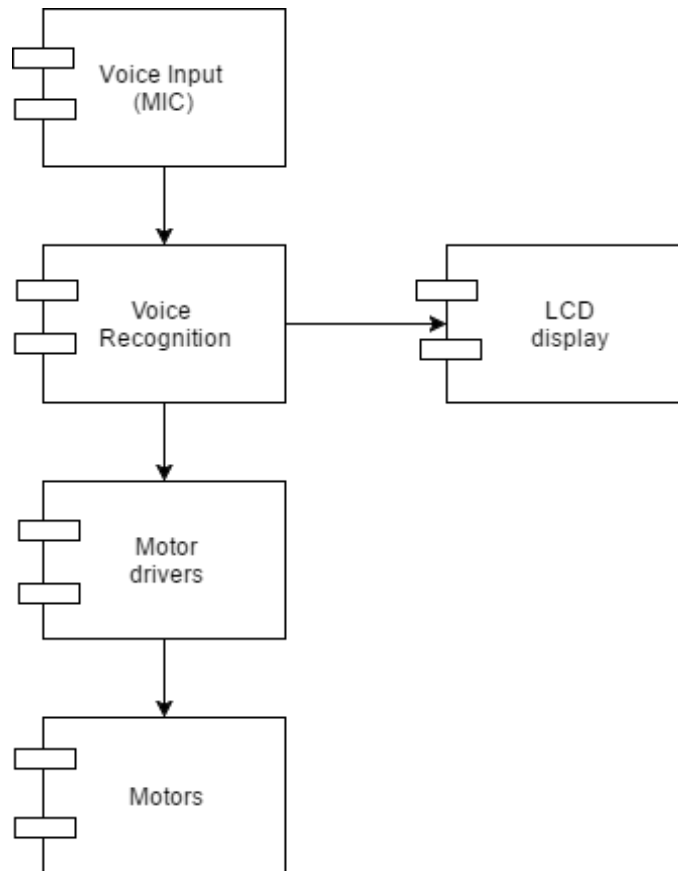 Voice Input
(MIC)
Voice
Recognition
LCD
display
Motor
drivers
Motors